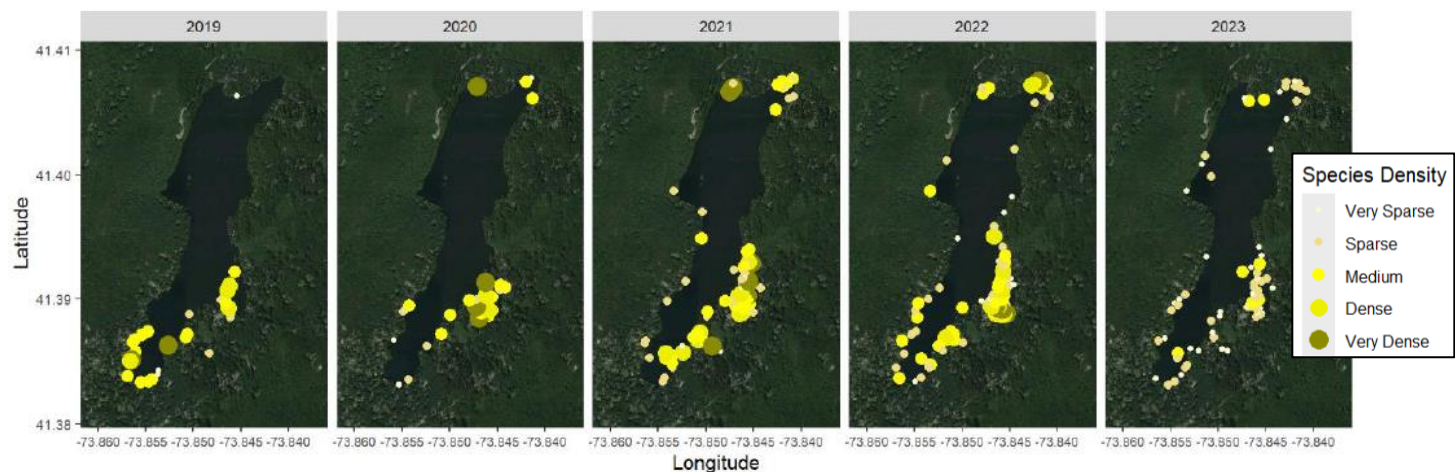 2019 2020 2021 2022 2023
41.41
41.40
41.39
41.38
Latitude
-73.860 -73.855 -73.850 -73.845 -73.840 -73.860 -73.855 -73.850 -73.845 -73.840 -73.860 -73.855 -73.850 -73.845 -73.840 -73.860 -73.855 -73.850 -73.845 -73.840 -73.860 -73.855 -73.850 -73.845 -73.840
Longitude
Species Density
Very Sparse
Sparse
Medium
Dense
Very Dense